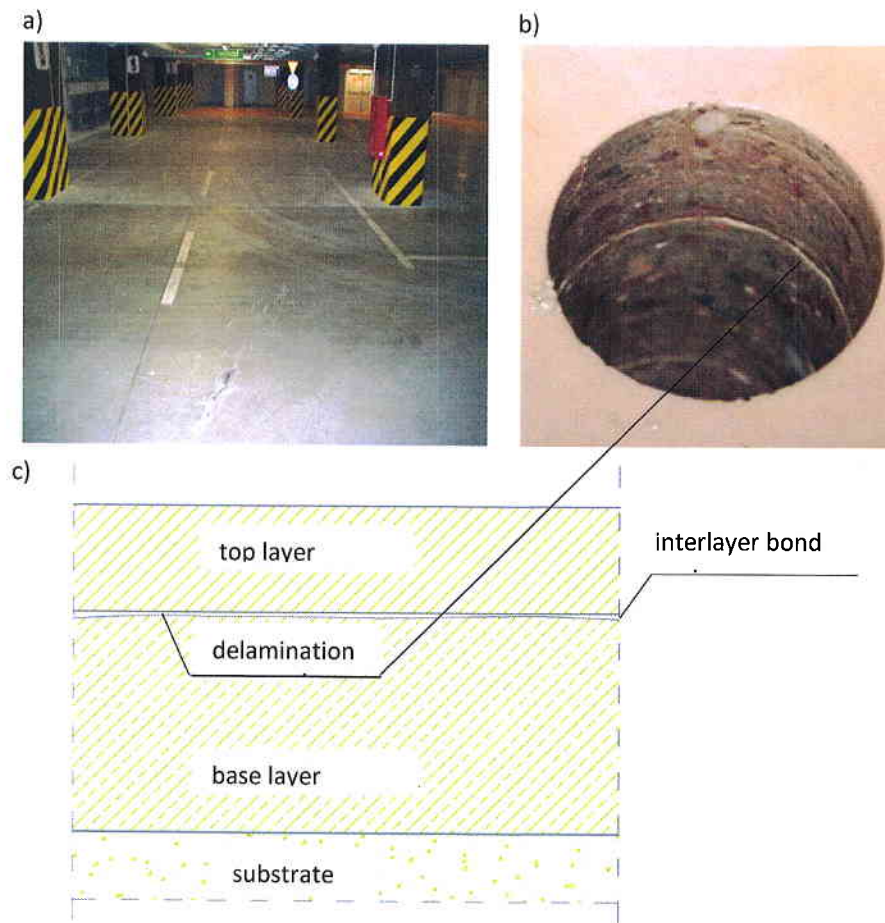 a)
b)
c)
top layer
interlayer bond
delamination
base layer
substrate